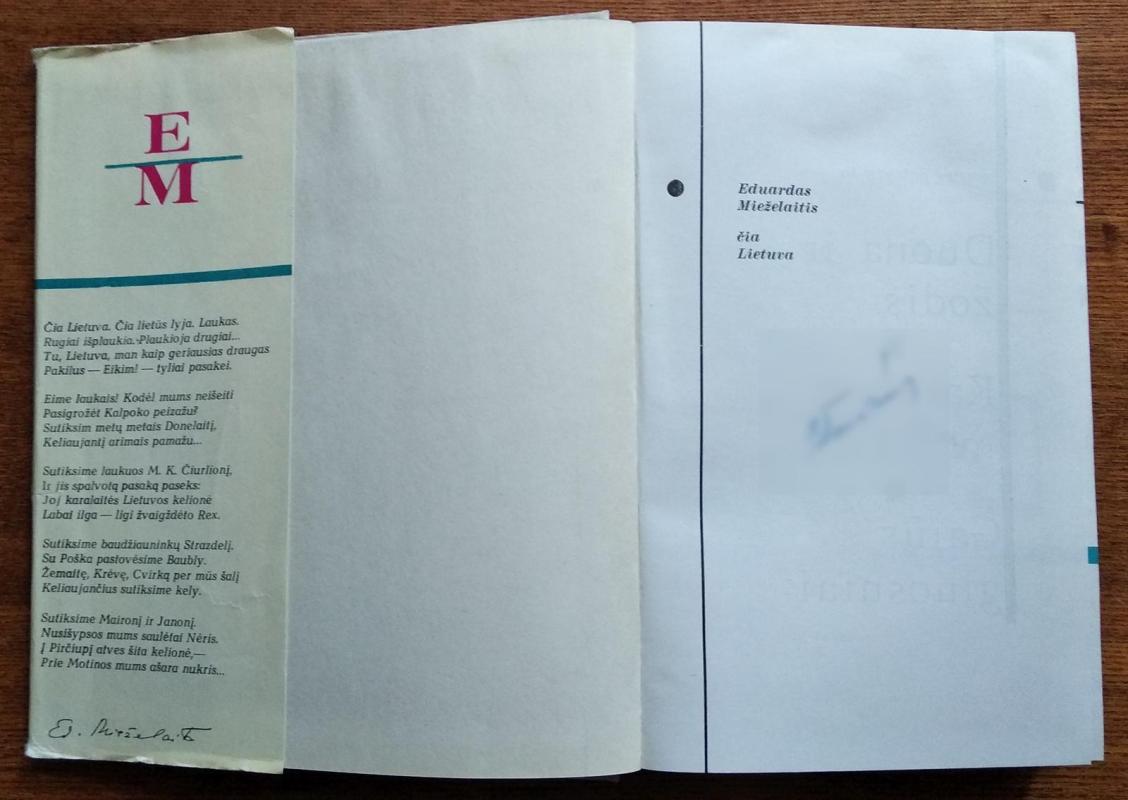 E
M
Čia Lietuva. Čia lietūs lyja. Laukas.
Rugiai išplaukia. Plaukioja drugiai...
Tu, Lietuva, man kaip geriausias draugas
Pakilus — Eikim! — tyliai pasakei.
Eime laukais! Kodėl mums neišeiti
Pasigrožėt Kalpoko peizažu?
Sutiksim metų metais Donelaitį,
Keliaujantį arimais pamažu...
Sutiksime laukuos M. K. Čiurlionį,
Ir jis spalvotą pasaką paseks:
Joj karalaitės Lietuvos kelionė
Labai ilga — ligi žvaigždėto Rex.
Sutiksime baudžiauninkų Strazdelį.
Su Poška pastovėsime Baubly.
Žemaitę, Krėvę, Cvirką per mūs šalį
Keliaujančius sutiksime kely.
Sutiksime Maironį ir Janonį.
Nusišypsos mums saulėtai Nėris.
Į Pirčiupį atves šita kelionė,—
Prie Motinos mums ašara nukris...
Ed. Mieželaitis
Eduardas
Mieželaitis
čia
Lietuva